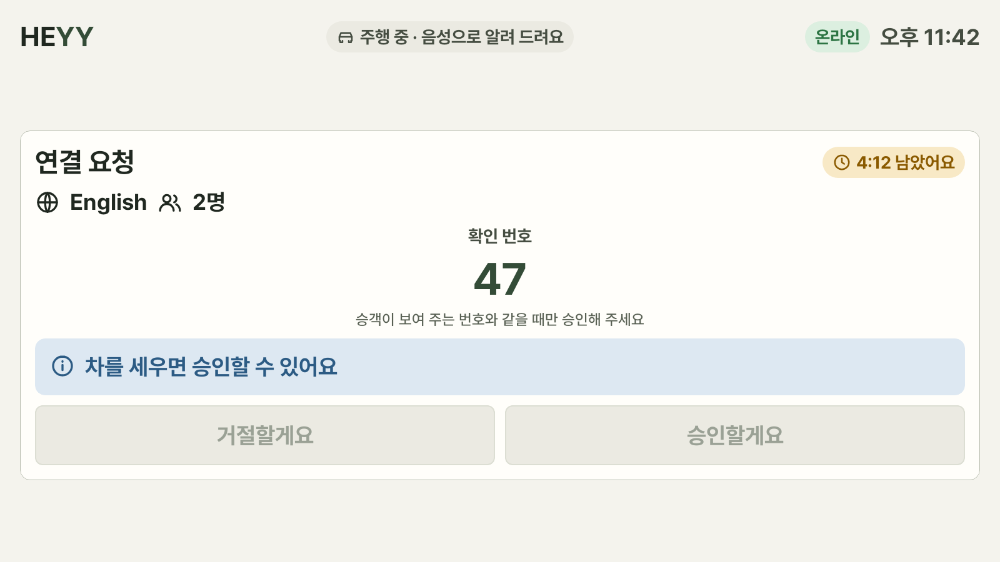 HEYY
주행 중 · 음성으로 알려 드려요
온라인 오후 11:42
연결 요청
4:12 남았어요
English 2명
확인 번호
47
승객이 보여 주는 번호와 같을 때만 승인해 주세요
차를 세우면 승인할 수 있어요
거절할게요
승인할게요